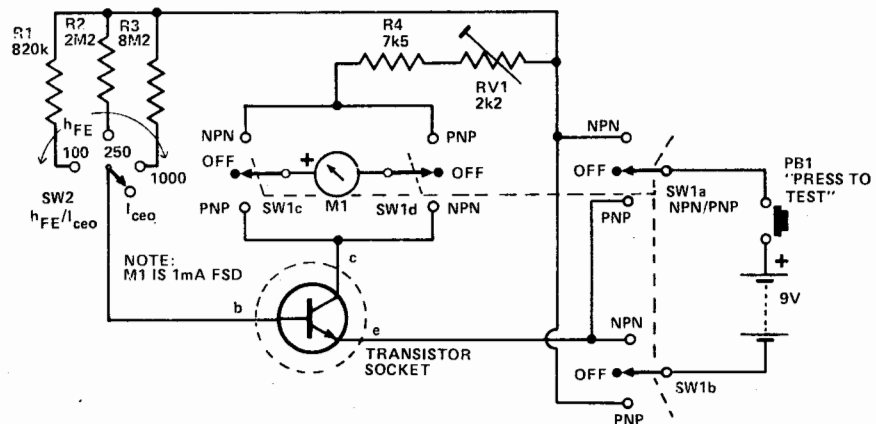 R1
820k
R2
2M2
R3
8M2
R4
7k5
RV1
2k2
hFE
100
250
1000
SW2
hFE/Iceo
Iceo
NPN
OFF
PNP
+
M1
SW1c
SW1d
PNP
OFF
NPN
NOTE:
M1 IS 1mA FSD
b
c
e
TRANSISTOR
SOCKET
NPN
OFF
PNP
SW1a
NPN/PNP
PB1
"PRESS TO
TEST"
+
9V
NPN
OFF
PNP
SW1b